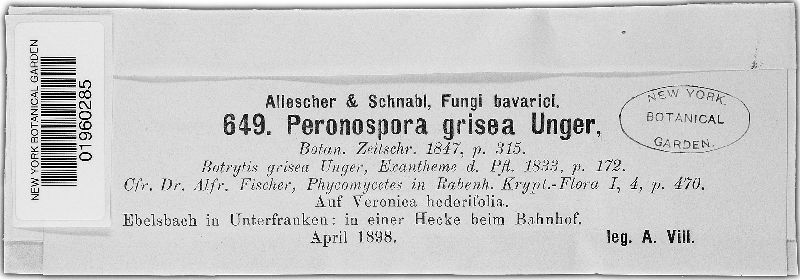 NEW YORK BOTANICAL GARDEN
01960285
Allescher & Schnabl, Fungi bavarici.
649. Peronospora grisea Unger,
Botan. Zeitschr. 1847. p. 315.
Botrytis grisea Unger, Exantheme d. Pfl. 1833, p. 172.
Cfr. Dr. Alfr. Fischer, Phycomycetes in Rabenh. Krypt.-Flora I, 4, p. 470.
Auf Veronica hederifolia.
Ebelsbach in Unterfranken: in einer Hecke beim Bahnhof.
April 1898.
leg. A. Vill.
NEW YORK
BOTANICAL
GARDEN.